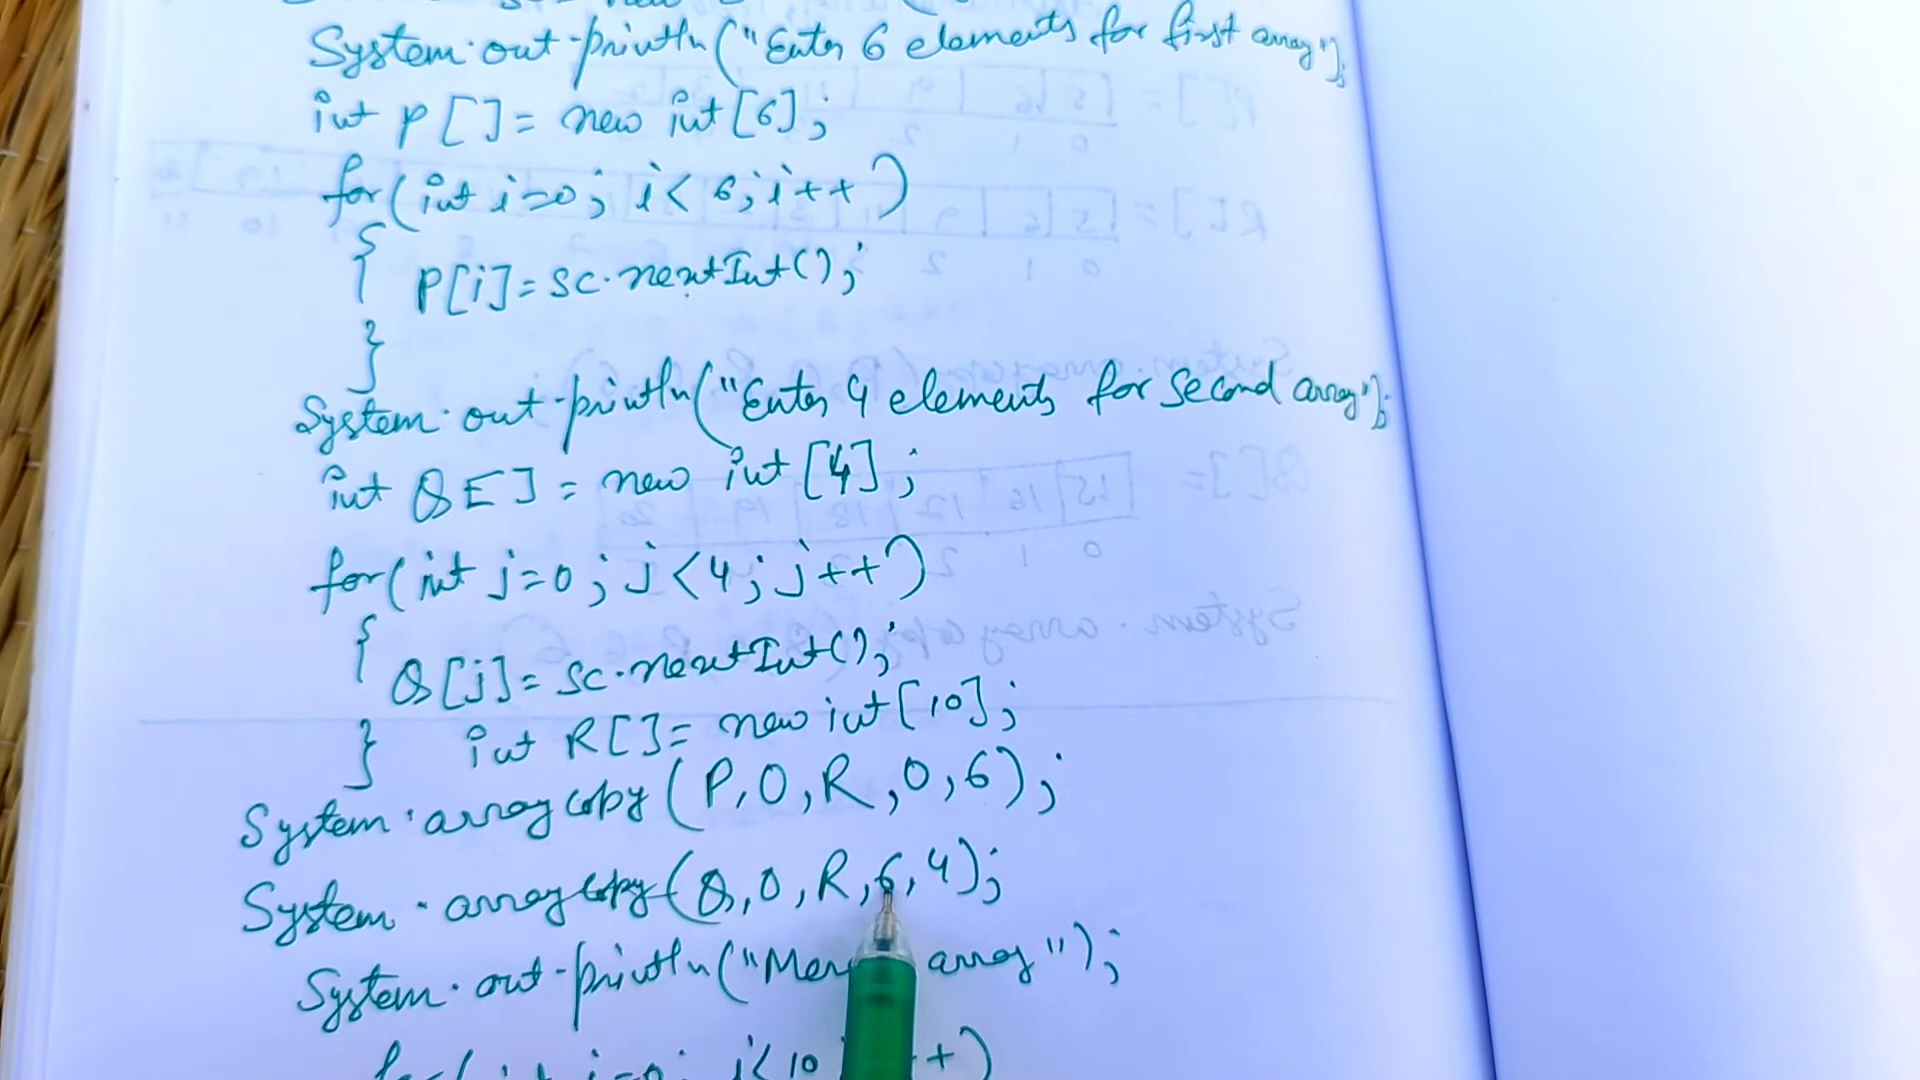 System.out.println("Enter 6 elements for first array");
int P[]= new int[6];
for(int i=0; i<6; i++)
{
P[i]=sc.nextInt();
}
System.out.println("Enter 4 elements for second array");
int Q[]= new int[4];
for(int j=0; j<4; j++)
{
Q[j]=sc.nextInt();
} int R[]= new int[10];
System.arraycopy(P,0,R,0,6);
System.arraycopy(Q,0,R,6,4);
System.out.println("Mer array");
i<10